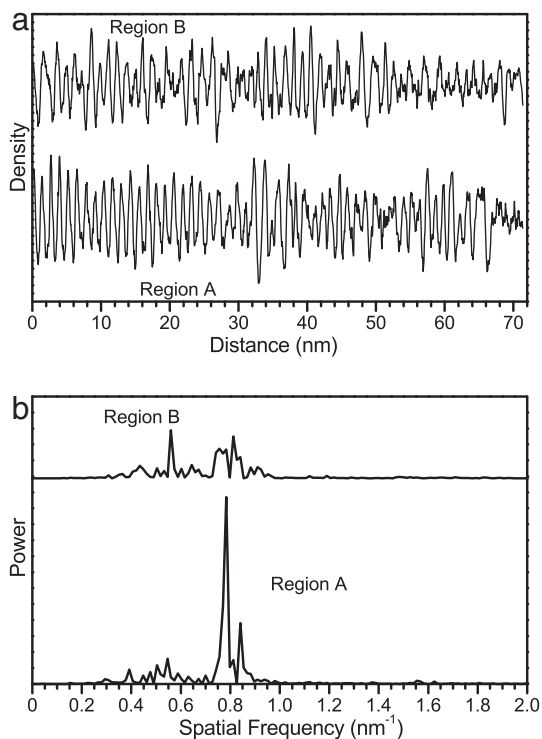 a
Region B
Density
Region A
0 10 20 30 40 50 60 70
Distance (nm)
b
Region B
Power
Region A
0 0.2 0.4 0.6 0.8 1.0 1.2 1.4 1.6 1.8 2.0
Spatial Frequency (nm⁻¹)